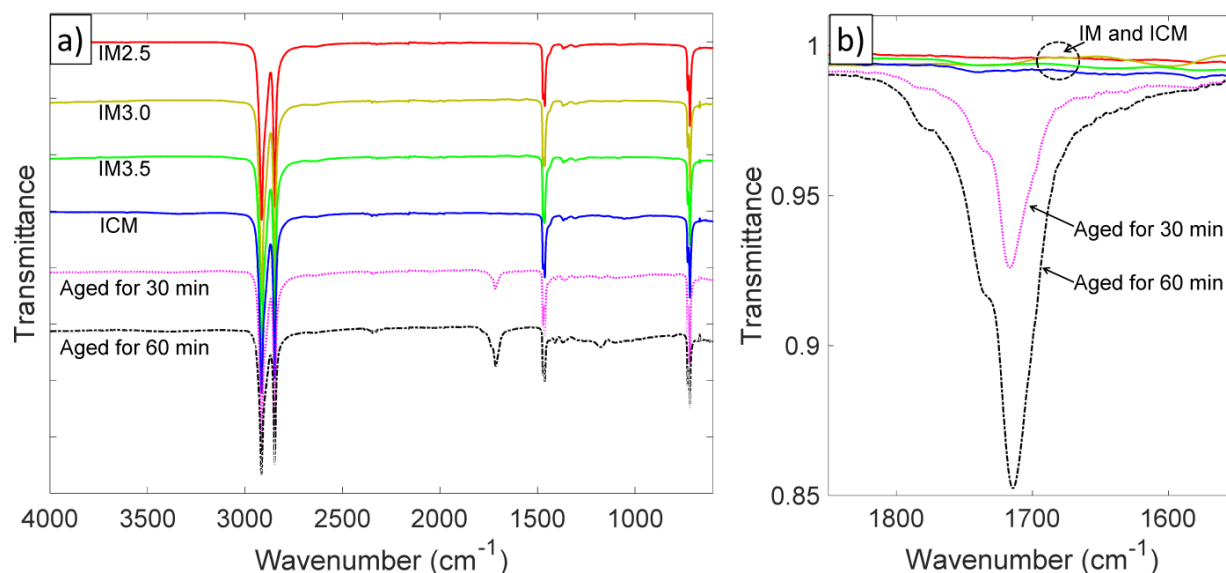 a)
IM2.5
IM3.0
IM3.5
ICM
Aged for 30 min
Aged for 60 min
Transmittance
4000 3500 3000 2500 2000 1500 1000
Wavenumber (cm⁻¹)
b)
IM and ICM
Aged for 30 min
Aged for 60 min
1
0.95
0.9
0.85
Transmittance
1800 1700 1600
Wavenumber (cm⁻¹)